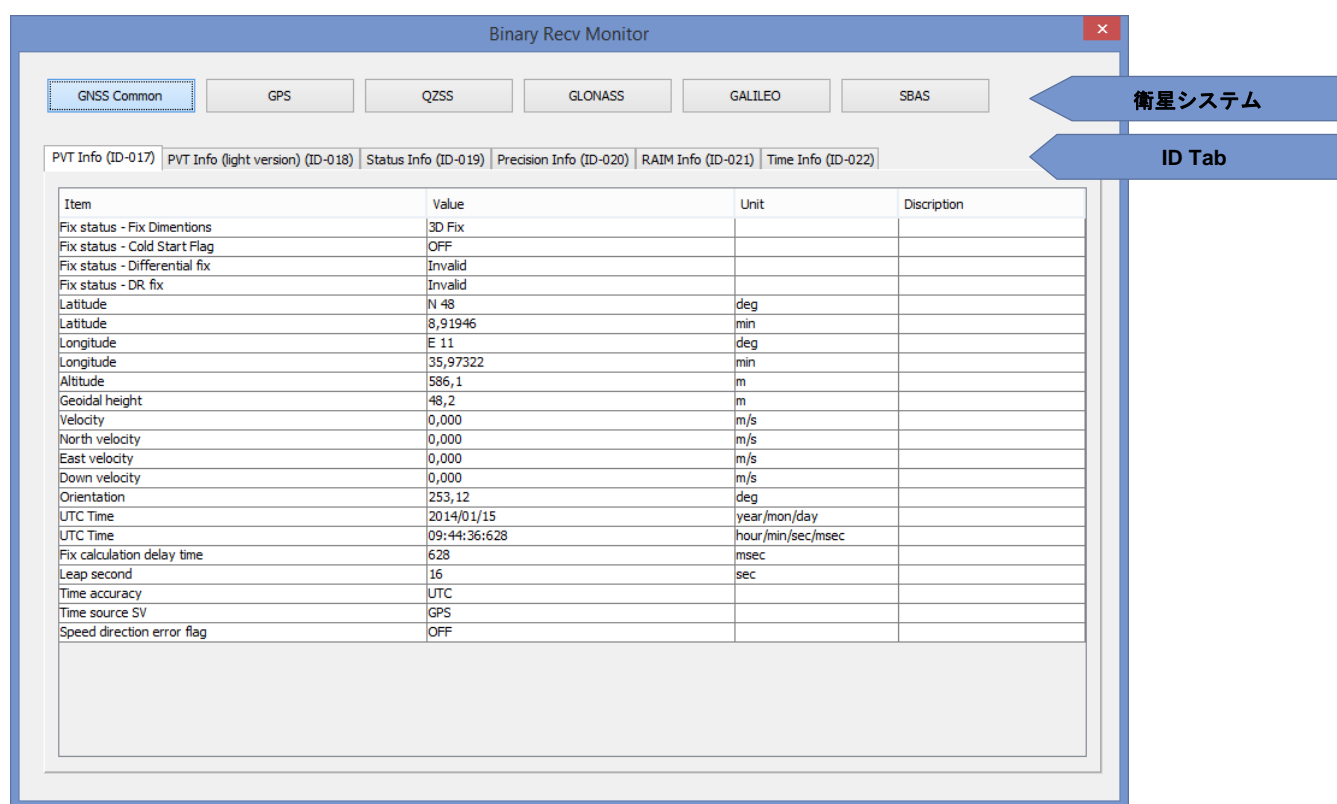 Binary Recv Monitor
GNSS Common GPS QZSS GLONASS GALILEO SBAS
衛星システム
PVT Info (ID-017) PVT Info (light version) (ID-018) Status Info (ID-019) Precision Info (ID-020) RAIM Info (ID-021) Time Info (ID-022)
ID Tab
Item Value Unit Discription
Fix status - Fix Dimentions 3D Fix
Fix status - Cold Start Flag OFF
Fix status - Differential fix Invalid
Fix status - DR fix Invalid
Latitude N 48 deg
Latitude 8,91946 min
Longitude E 11 deg
Longitude 35,97322 min
Altitude 586,1 m
Geoidal height 48,2 m
Velocity 0,000 m/s
North velocity 0,000 m/s
East velocity 0,000 m/s
Down velocity 0,000 m/s
Orientation 253,12 deg
UTC Time 2014/01/15 year/mon/day
UTC Time 09:44:36:628 hour/min/sec/msec
Fix calculation delay time 628 msec
Leap second 16 sec
Time accuracy UTC
Time source SV GPS
Speed direction error flag OFF